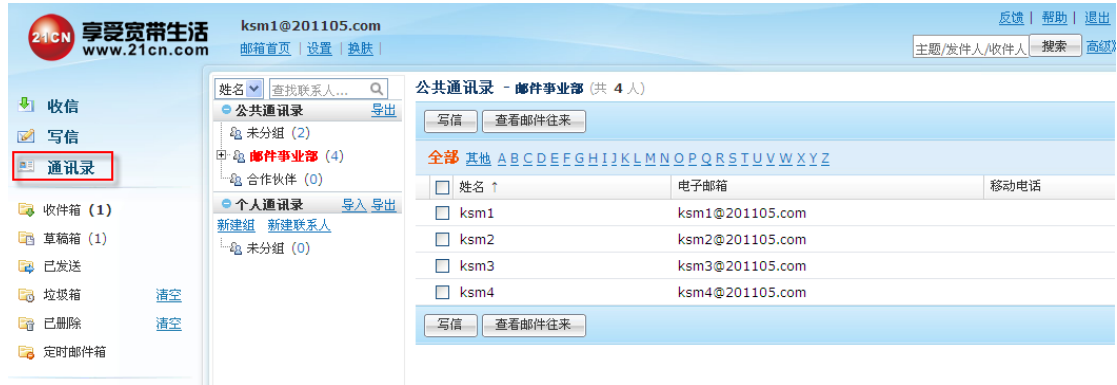 21CN 享受宽带生活
www.21cn.com
ksm1@201105.com
邮箱首页 | 设置 | 换肤 |
反馈 | 帮助 | 退出
主题/发件人/收件人 搜索 高级
收信
写信
通讯录
收件箱 (1)
草稿箱 (1)
已发送
垃圾箱 清空
已删除 清空
定时邮件箱
姓名 查找联系人...
公共通讯录 导出
未分组 (2)
邮件事业部 (4)
合作伙伴 (0)
个人通讯录 导入 导出
新建组 新建联系人
未分组 (0)
公共通讯录 - 邮件事业部 (共 4 人)
写信 查看邮件往来
全部 其他 A B C D E F G H I J K L M N O P Q R S T U V W X Y Z
姓名 ↑ 电子邮箱 移动电话
ksm1 ksm1@201105.com
ksm2 ksm2@201105.com
ksm3 ksm3@201105.com
ksm4 ksm4@201105.com
写信 查看邮件往来